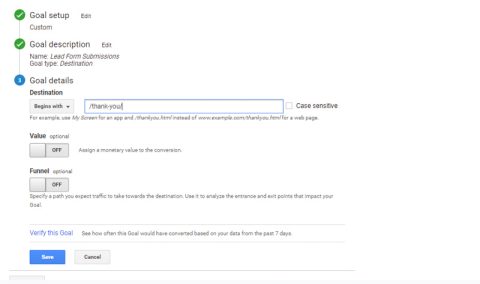 Goal setup Edit
Custom
Goal description Edit
Name: Lead Form Submissions
Goal type: Destination
3 Goal details
Destination
Begins with /thank-you/ Case sensitive
For example, use My Screen for an app and /thankyou.html instead of www.example.com/thankyou.html for a web page.
Value optional
OFF Assign a monetary value to the conversion.
Funnel optional
OFF
Specify a path you expect traffic to take towards the destination. Use it to analyze the entrance and exit points that impact your
Goal.
Verify this Goal See how often this Goal would have converted based on your data from the past 7 days.
Save Cancel